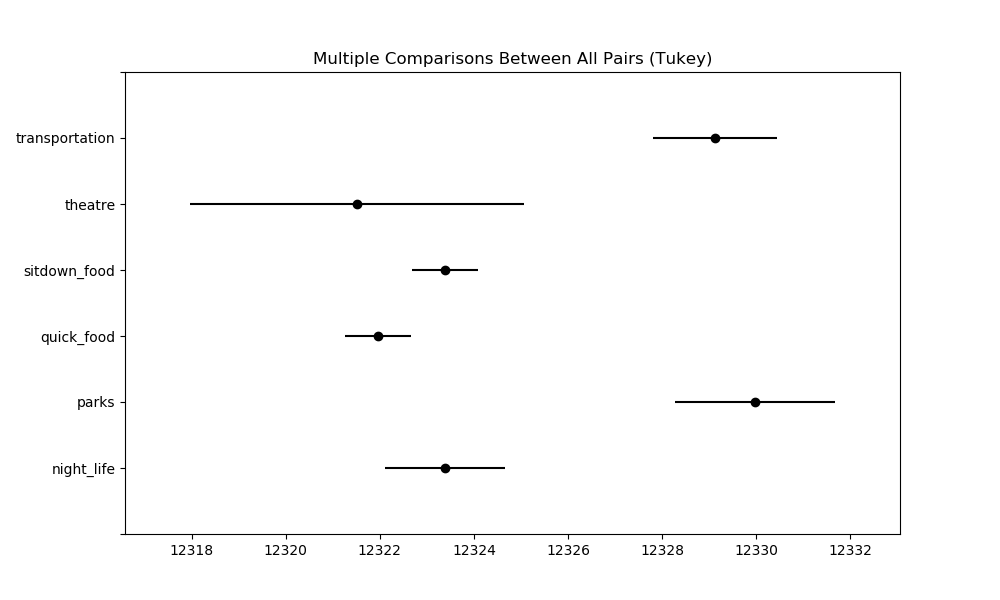 Multiple Comparisons Between All Pairs (Tukey)
transportation
theatre
sitdown_food
quick_food
parks
night_life
12318 12320 12322 12324 12326 12328 12330 12332